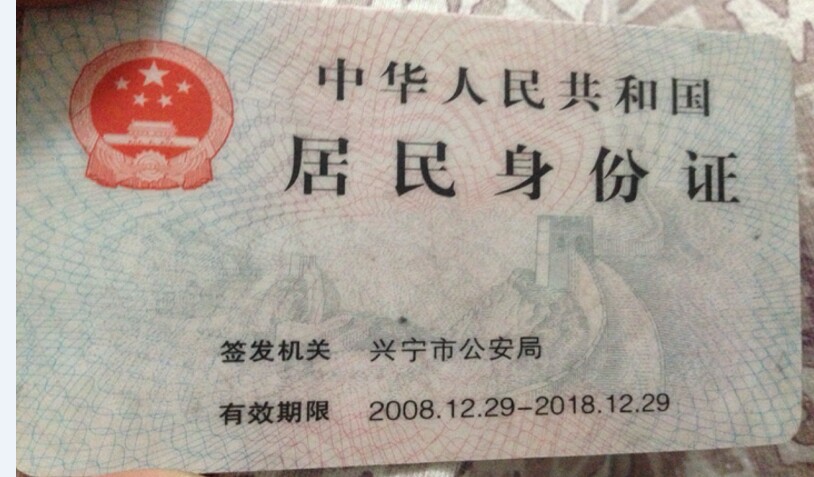 中华人民共和国
居民身份证
签发机关 兴宁市公安局
有效期限 2008.12.29-2018.12.29